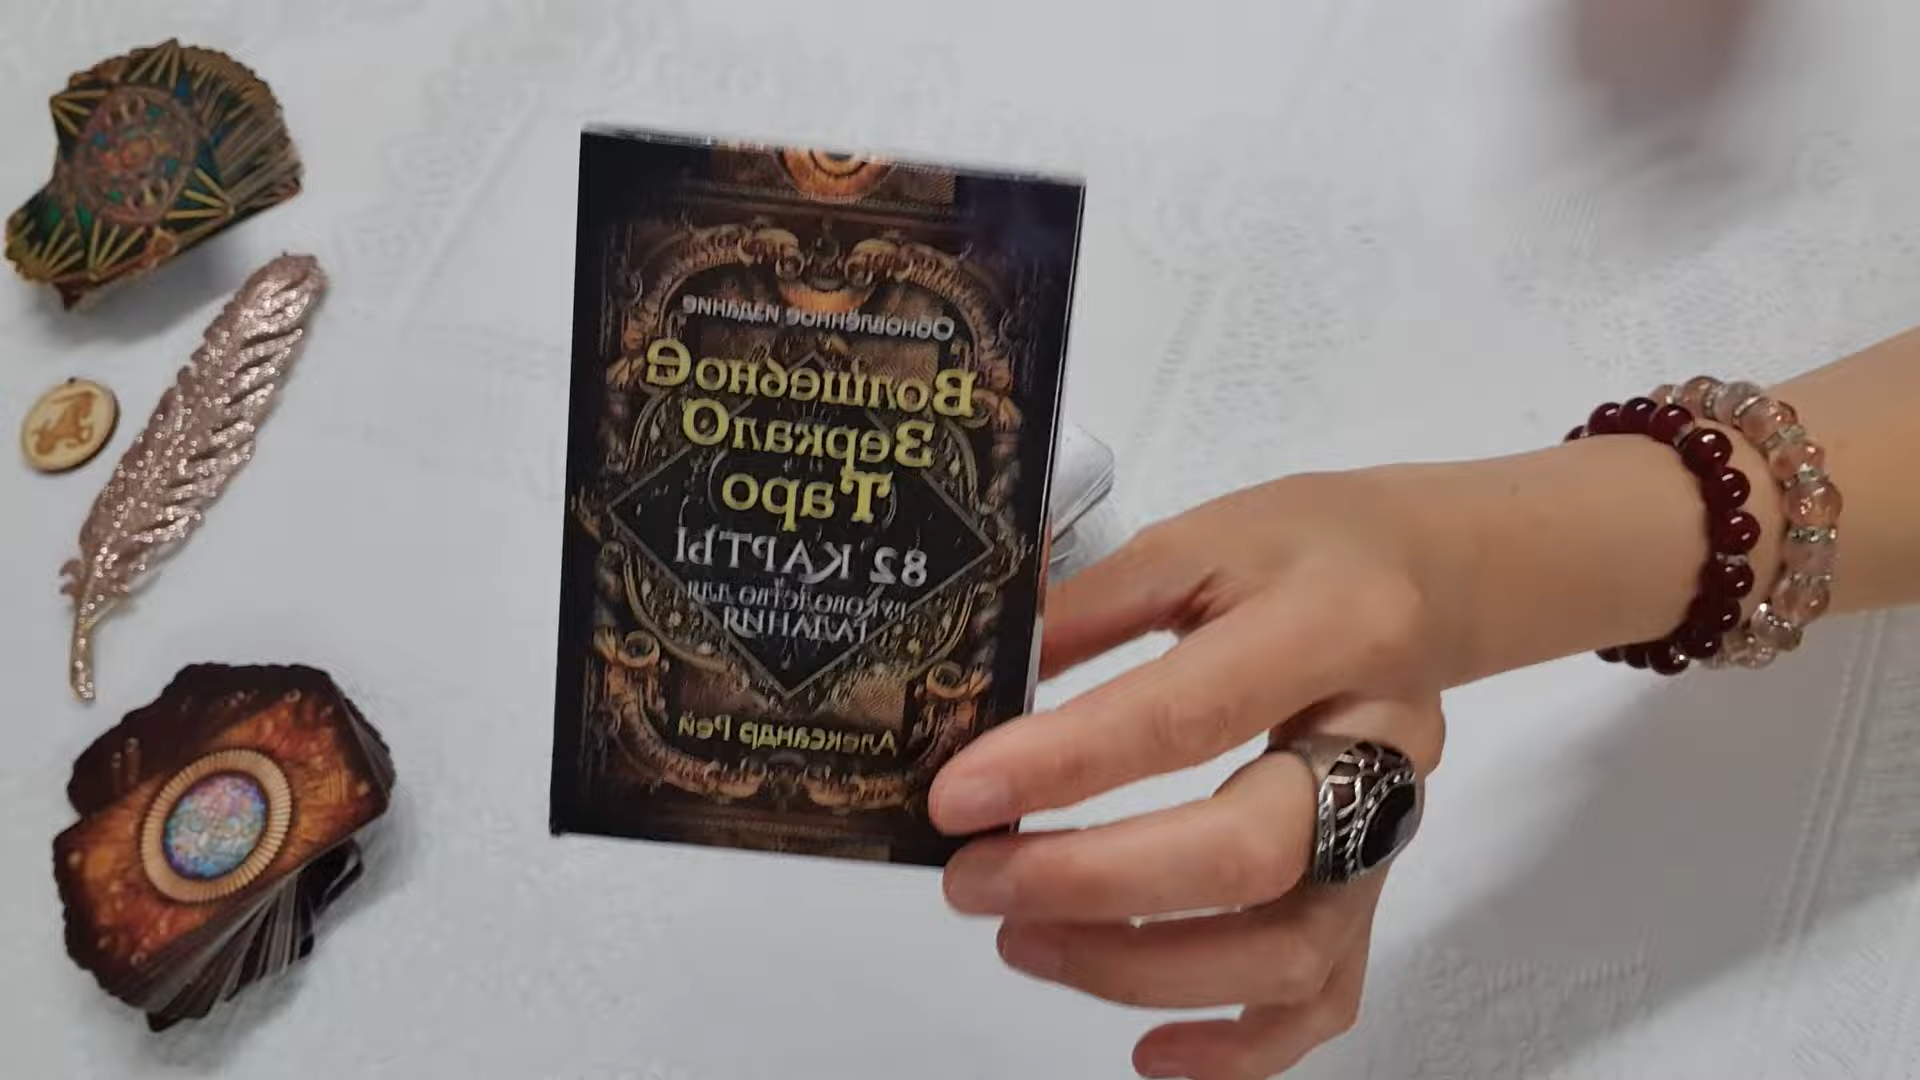 Обновлённое издание
Волшебное
Зеркало
Таро
82 КАРТЫ
РУКОВОДСТВО ДЛЯ
ГАДАНИЯ
Александр Рей